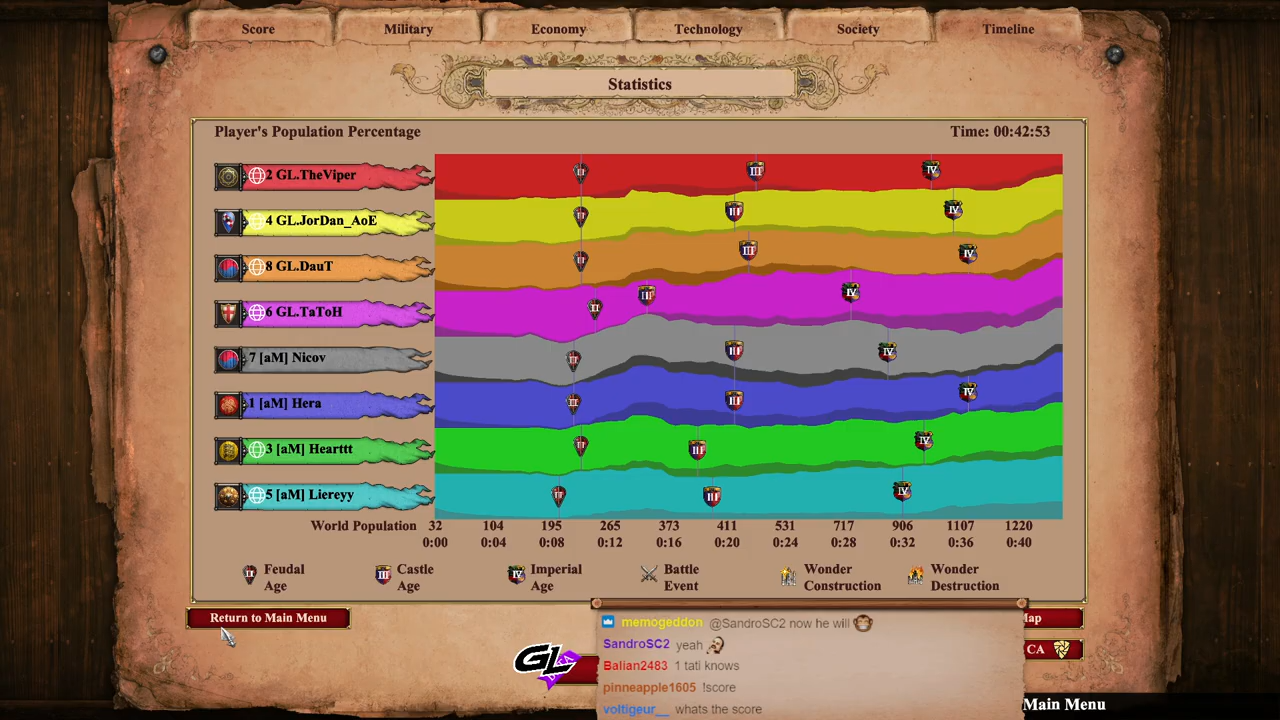 Score Military Economy Technology Society Timeline
Statistics
Player's Population Percentage Time: 00:42:53
2 GL.TheViper
4 GL.JorDan_AoE
8 GL.DauT
6 GL.TaToH
7 [aM] Nicov
1 [aM] Hera
3 [aM] Hearttt
5 [aM] Liereyy
World Population 32 104 195 265 373 411 531 717 906 1107 1220
0:00 0:04 0:08 0:12 0:16 0:20 0:24 0:28 0:32 0:36 0:40
Feudal Age
Castle Age
Imperial Age
Battle Event
Wonder Construction
Wonder Destruction
Return to Main Menu
memogeddon @SandroSC2 now he will
SandroSC2 yeah
Balian2483 1 tati knows
pinneapple1605 !score
voltigeur__ whats the score
CA
GL
Main Menu